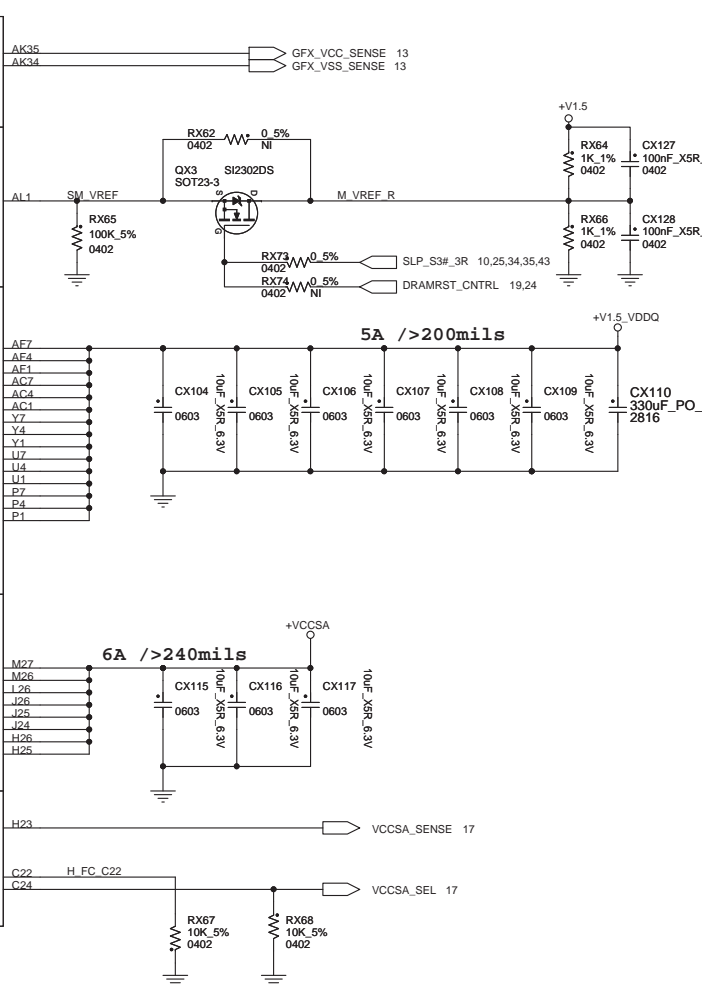 AK35
GFX_VCC_SENSE 13
AK34
GFX_VSS_SENSE 13
+V1.5
RX62 0_5%
0402 NI
RX64
1K_1%
0402
CX127
100nF_X5R_
0402
QX3 SI2302DS
SOT23-3
S
D
G
AL1
SM_VREF
M_VREF_R
RX65
100K_5%
0402
RX66
1K_1%
0402
CX128
100nF_X5R_
0402
RX73 0_5%
0402
SLP_S3#_3R 10,25,34,35,43
RX74 0_5%
0402 NI
DRAMRST_CNTRL 19,24
+V1.5_VDDQ
5A />200mils
AF7
AF4
AF1
AC7
AC4
AC1
Y7
Y4
Y1
U7
U4
U1
P7
P4
P1
CX104
0603
10uF_X5R_6.3V
CX105
0603
10uF_X5R_6.3V
CX106
0603
10uF_X5R_6.3V
CX107
0603
10uF_X5R_6.3V
CX108
0603
10uF_X5R_6.3V
CX109
0603
10uF_X5R_6.3V
CX110
330uF_PO_
2816
+VCCSA
6A />240mils
M27
M26
L26
J26
J25
J24
H26
H25
CX115
0603
10uF_X5R_6.3V
CX116
0603
10uF_X5R_6.3V
CX117
0603
10uF_X5R_6.3V
H23
VCCSA_SENSE 17
C22
H_FC_C22
C24
VCCSA_SEL 17
RX67
10K_5%
0402
RX68
10K_5%
0402